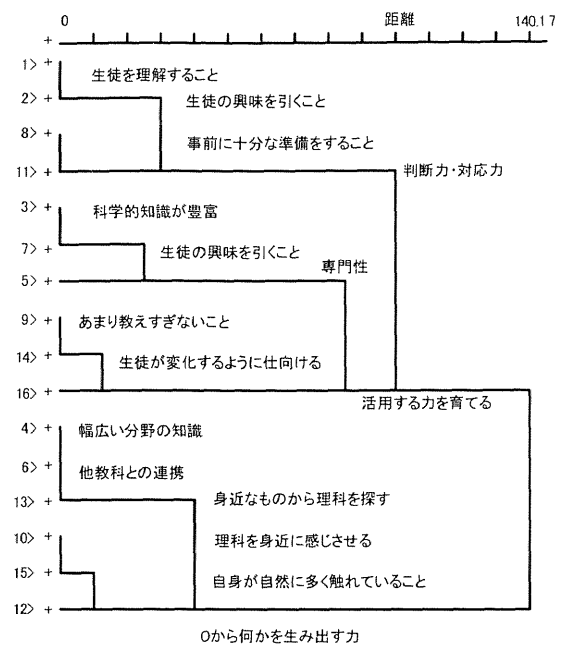 0 距離 140.17
+
1> +
生徒を理解すること
2> + 生徒の興味を引くこと
8> +
事前に十分な準備をすること
11> + 判断力・対応力
3> +
科学的知識が豊富
7> + 生徒の興味を引くこと
専門性
5> +
9> + あまり教えすぎないこと
14> + 生徒が変化するように仕向ける
16> +
活用する力を育てる
4> + 幅広い分野の知識
6> + 他教科との連携
13> + 身近なものから理科を探す
10> + 理科を身近に感じさせる
15> + 自身が自然に多く触れていること
12> +
0から何かを生み出す力